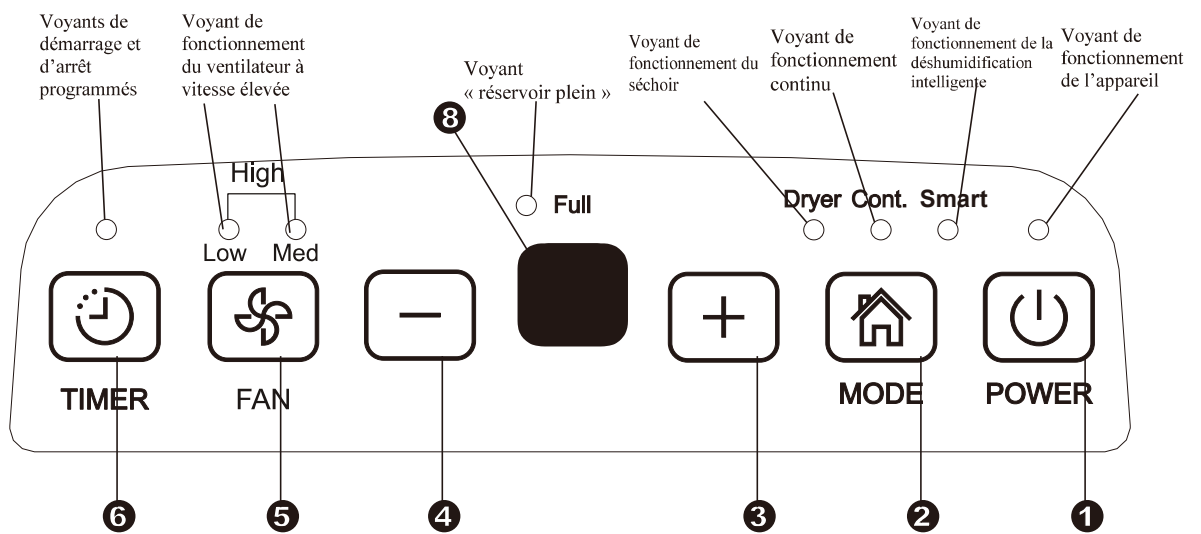 Voyants de
démarrage et
d'arrêt
programmés
Voyant de
fonctionnement
du ventilateur à
vitesse élevée
Voyant
« réservoir plein »
Voyant de
fonctionnement du
séchoir
Voyant de
fonctionnement
continu
Voyant de
fonctionnement de la
déshumidification
intelligente
Voyant de
fonctionnement
de l'appareil
8
High
Full
Dryer Cont. Smart
Low Med
TIMER
FAN
MODE
POWER
6
5
4
3
2
1